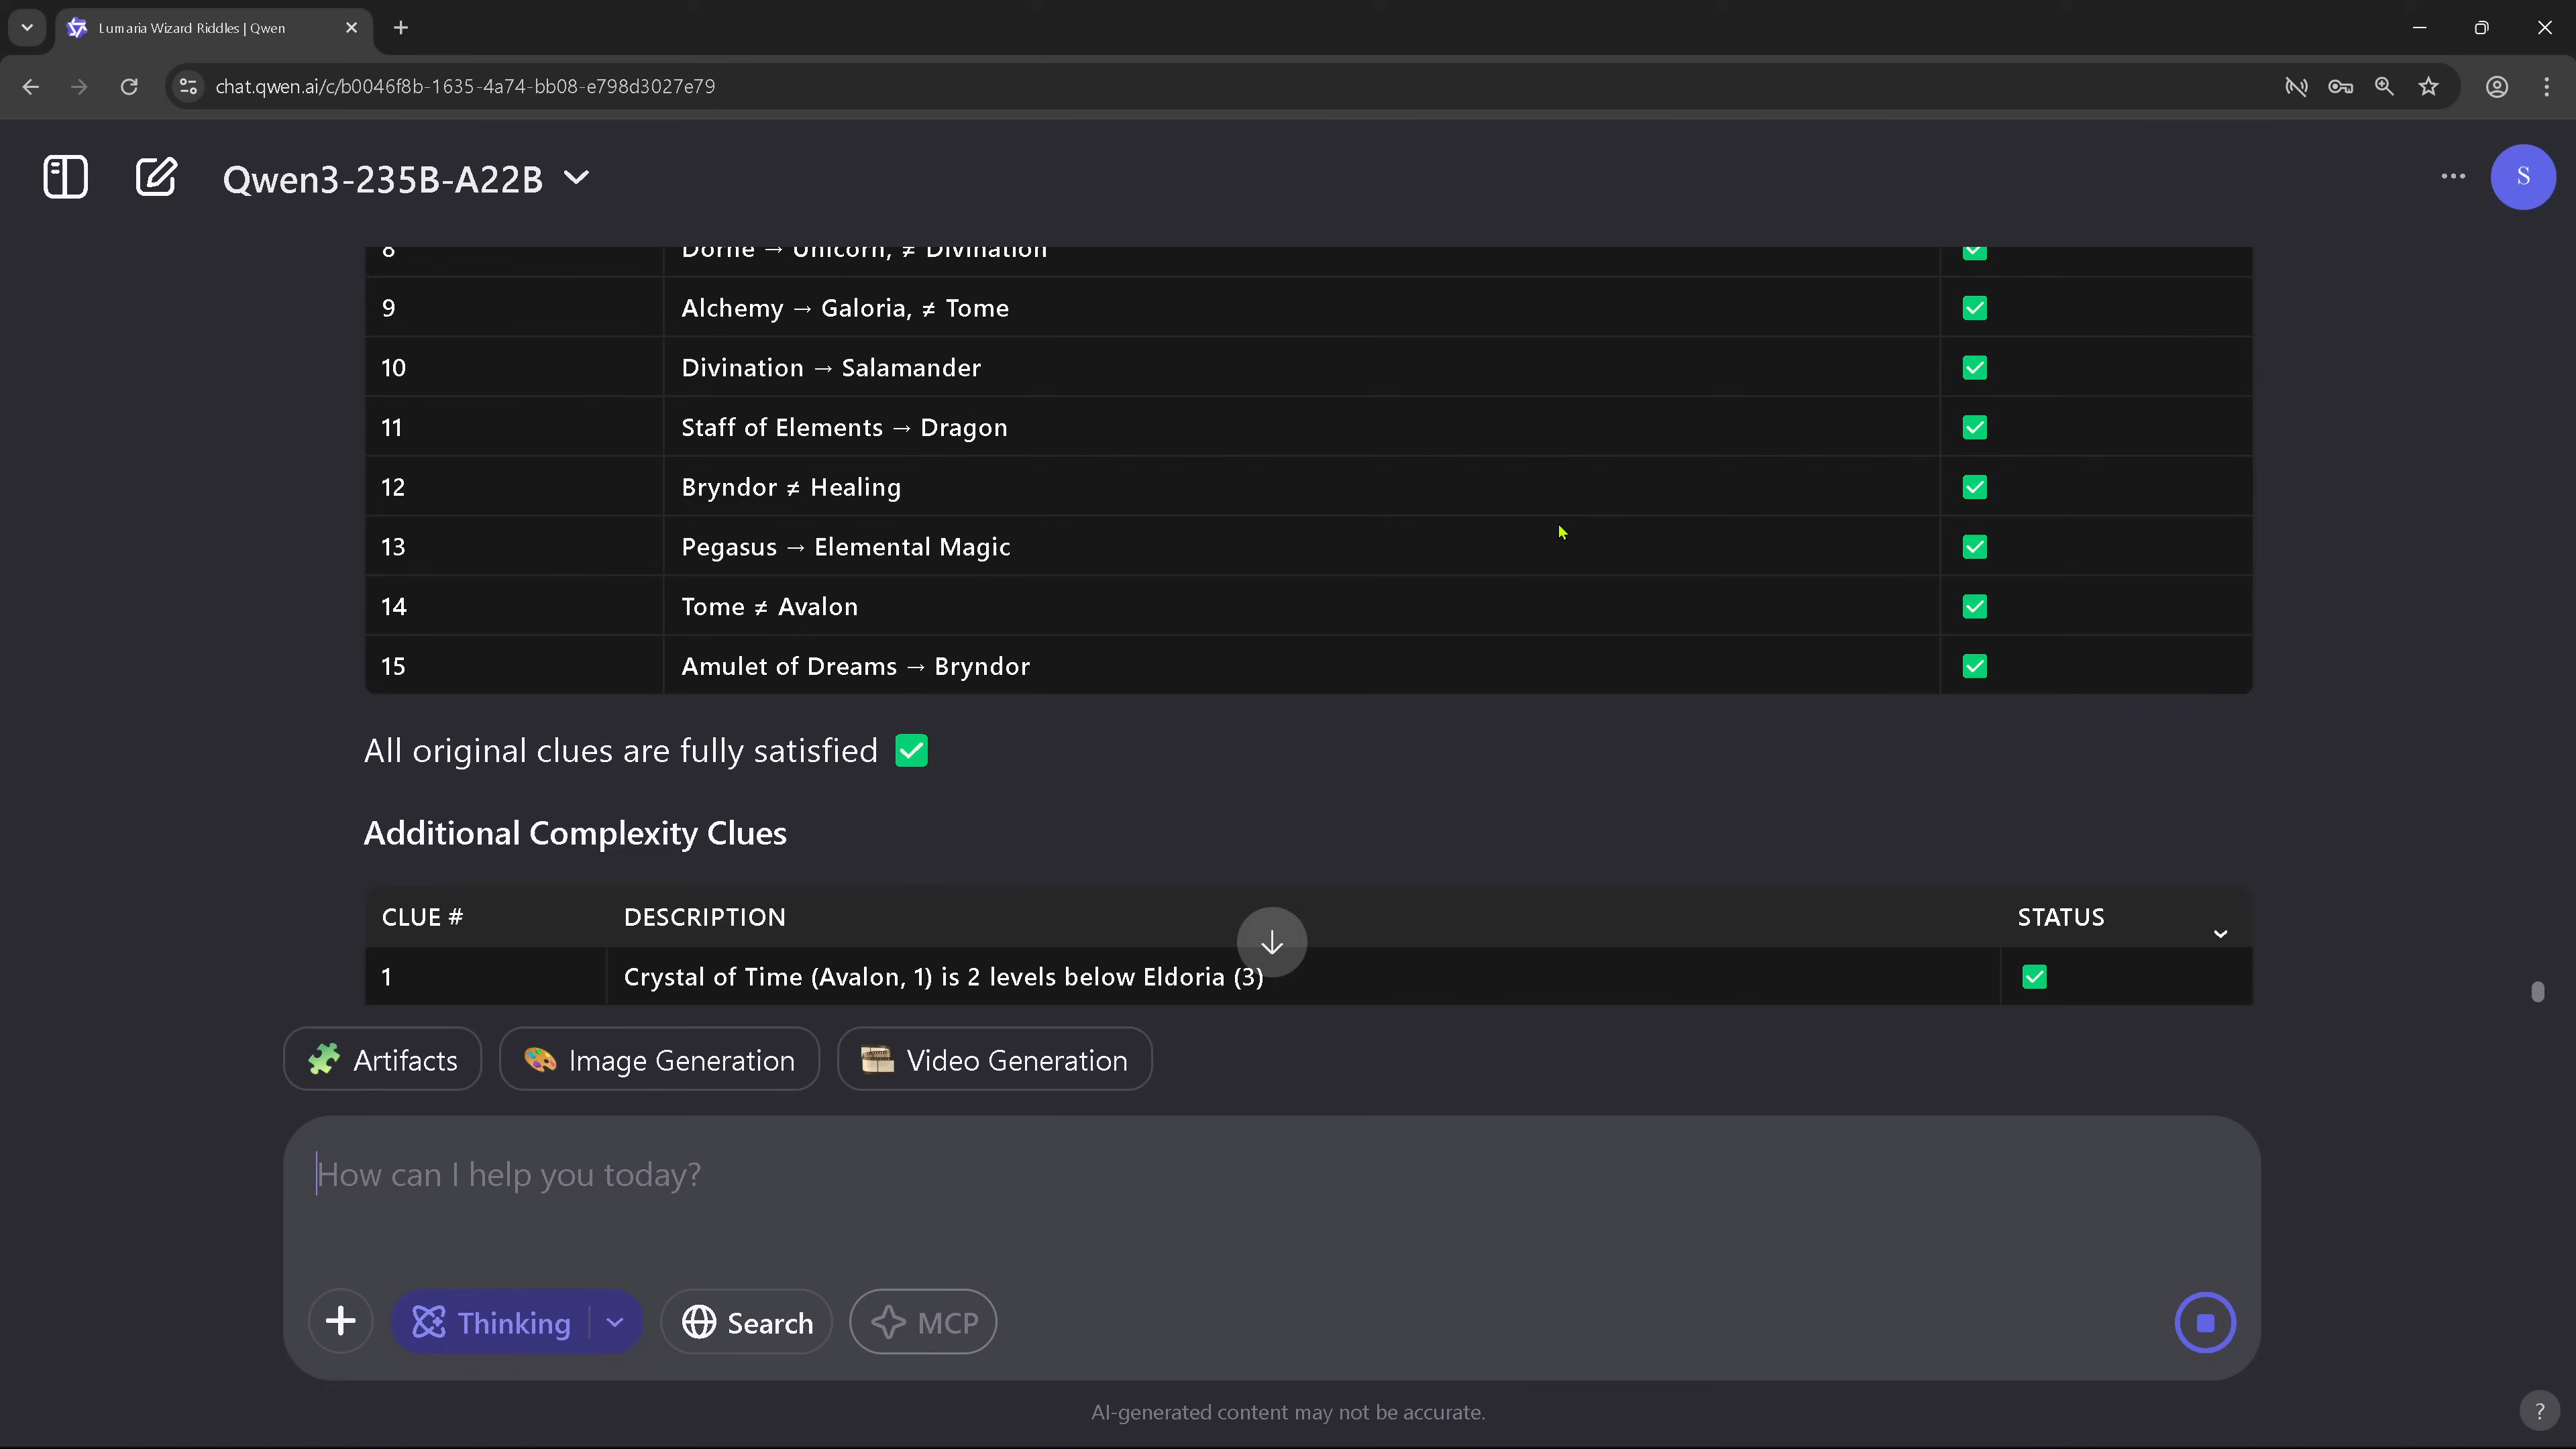 Lumaria Wizard Riddles | Qwen
chat.qwen.ai/c/b0046f8b-1635-4a74-bb08-e798d3027e79
Qwen3-235B-A22B
S
8 Dorne → Unicorn, ≠ Divination
9 Alchemy → Galoria, ≠ Tome
10 Divination → Salamander
11 Staff of Elements → Dragon
12 Bryndor ≠ Healing
13 Pegasus → Elemental Magic
14 Tome ≠ Avalon
15 Amulet of Dreams → Bryndor
All original clues are fully satisfied
Additional Complexity Clues
CLUE # DESCRIPTION STATUS
1 Crystal of Time (Avalon, 1) is 2 levels below Eldoria (3)
Artifacts Image Generation Video Generation
How can I help you today?
Thinking Search MCP
AI-generated content may not be accurate.
?